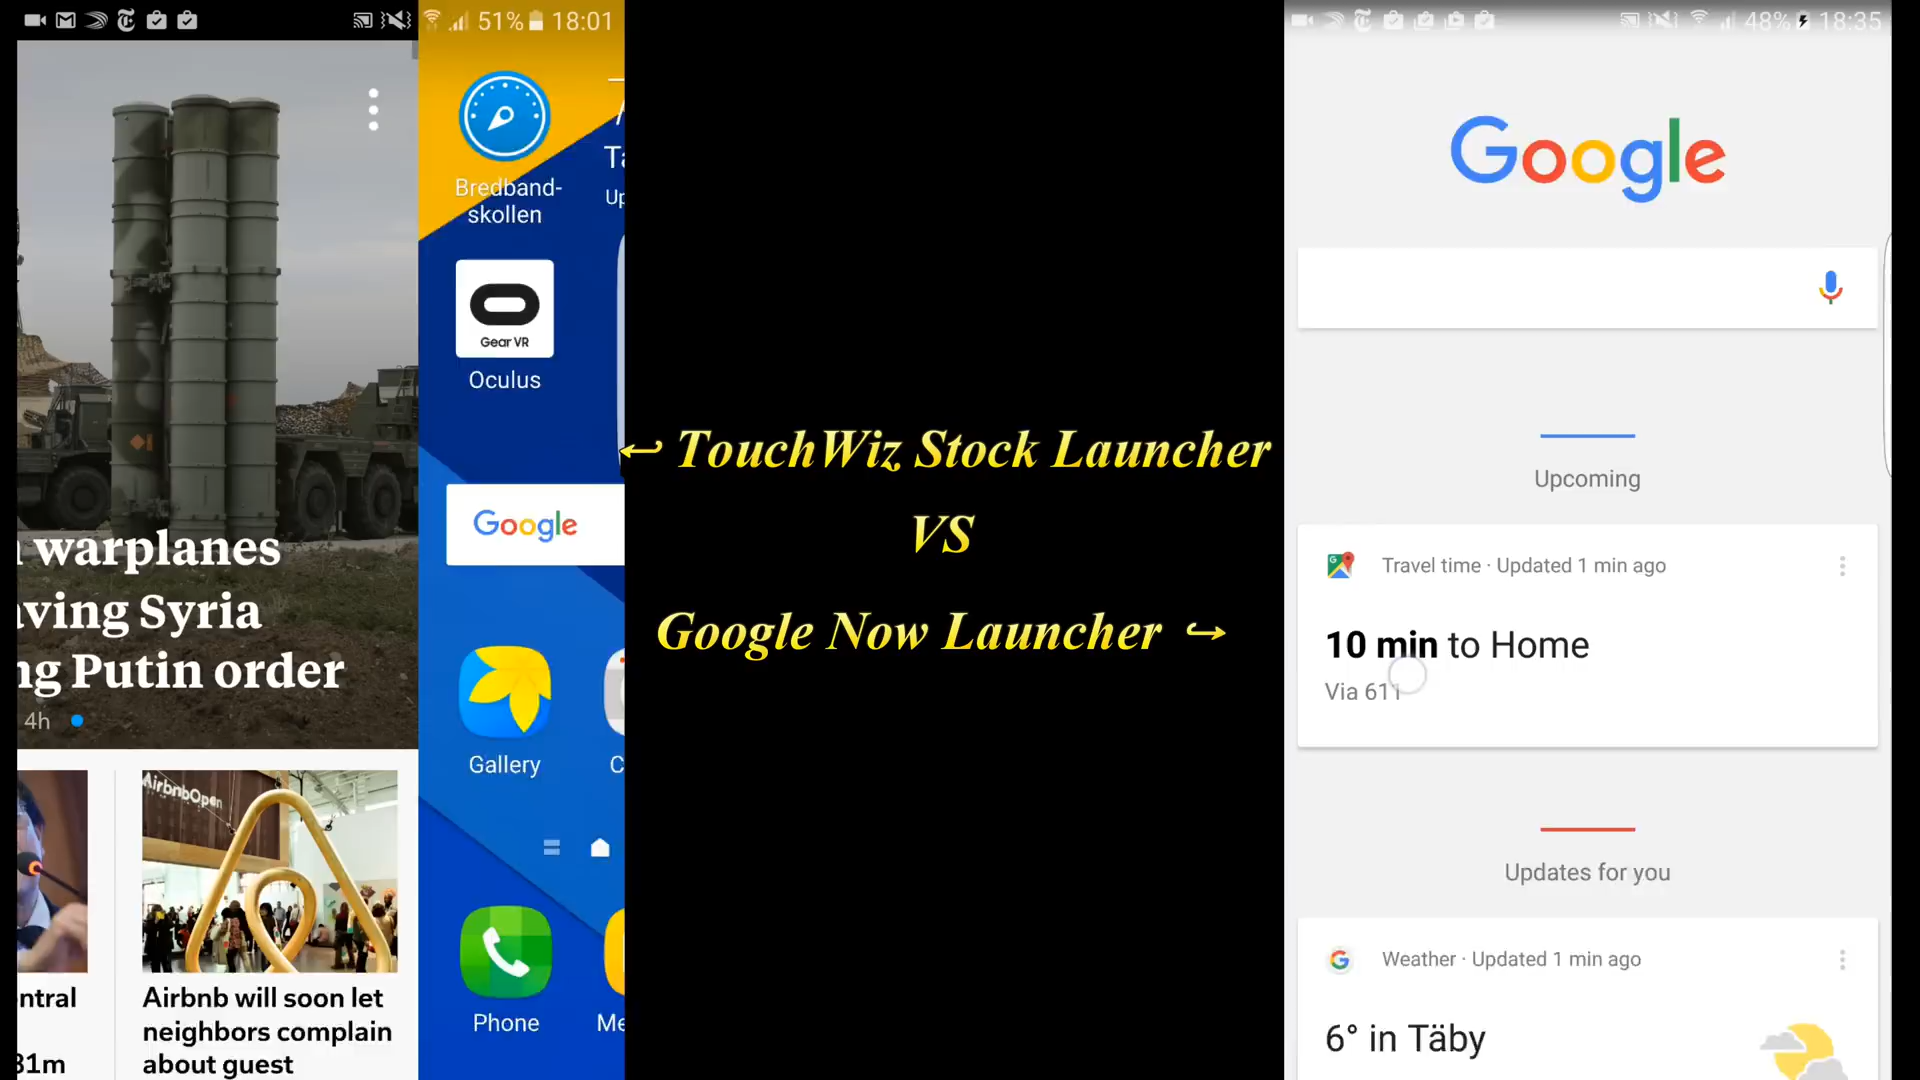 51% 18:01
warplanes
Syria
Putin order
4h
AirbnbOpen
Airbnb will soon let
neighbors complain
about guest
31m
Bredband-
skollen
Gear VR
Oculus
Google
Gallery
Phone
TouchWiz Stock Launcher
VS
Google Now Launcher
48% 18:35
Google
Upcoming
Travel time · Updated 1 min ago
10 min to Home
Via 611
Updates for you
Weather · Updated 1 min ago
6° in Täby